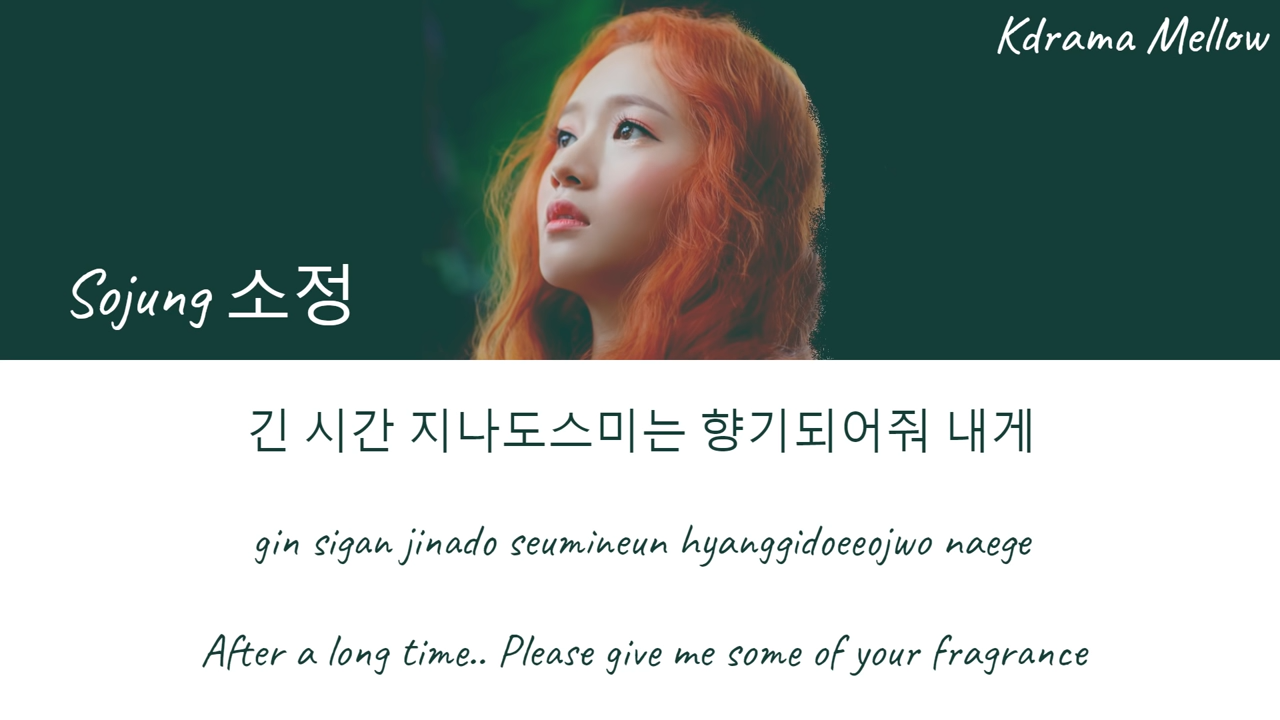 Kdrama Mellow
Sojung 소정
긴 시간 지나도스미는 향기되어줘 내게
gin sigan jinado seumineun hyanggidoeeojwo naege
After a long time.. Please give me some of your fragrance